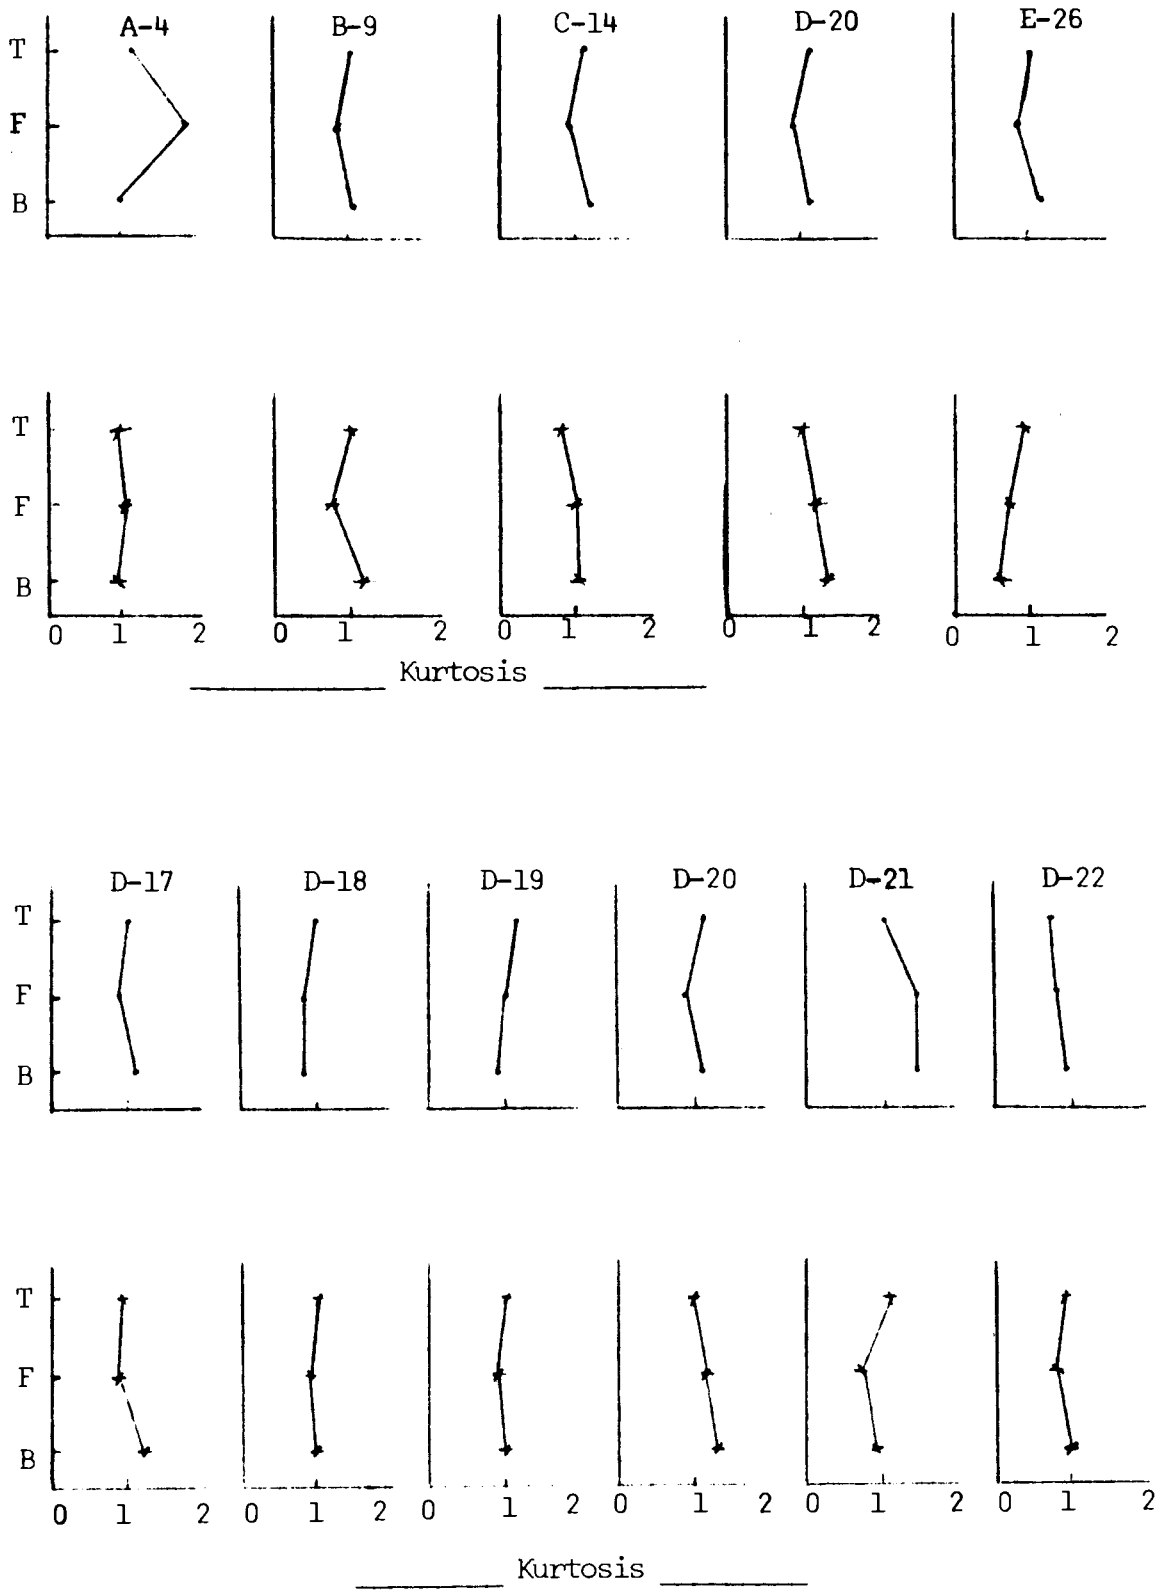 A-4 B-9 C-14 D-20 E-26
T
F
B
T
F
B
0 1 2 0 1 2 0 1 2 0 1 2 0 1 2
Kurtosis
D-17 D-18 D-19 D-20 D-21 D-22
T
F
B
T
F
B
0 1 2 0 1 2 0 1 2 0 1 2 0 1 2 0 1 2
Kurtosis